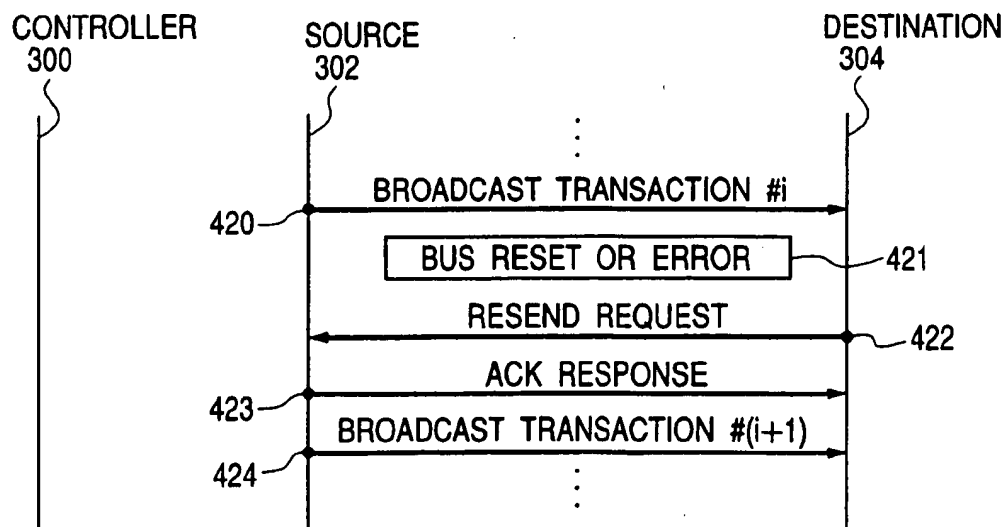 CONTROLLER
300
SOURCE
302
DESTINATION
304
BROADCAST TRANSACTION #i
420
BUS RESET OR ERROR
421
RESEND REQUEST
422
ACK RESPONSE
423
BROADCAST TRANSACTION #(i+1)
424